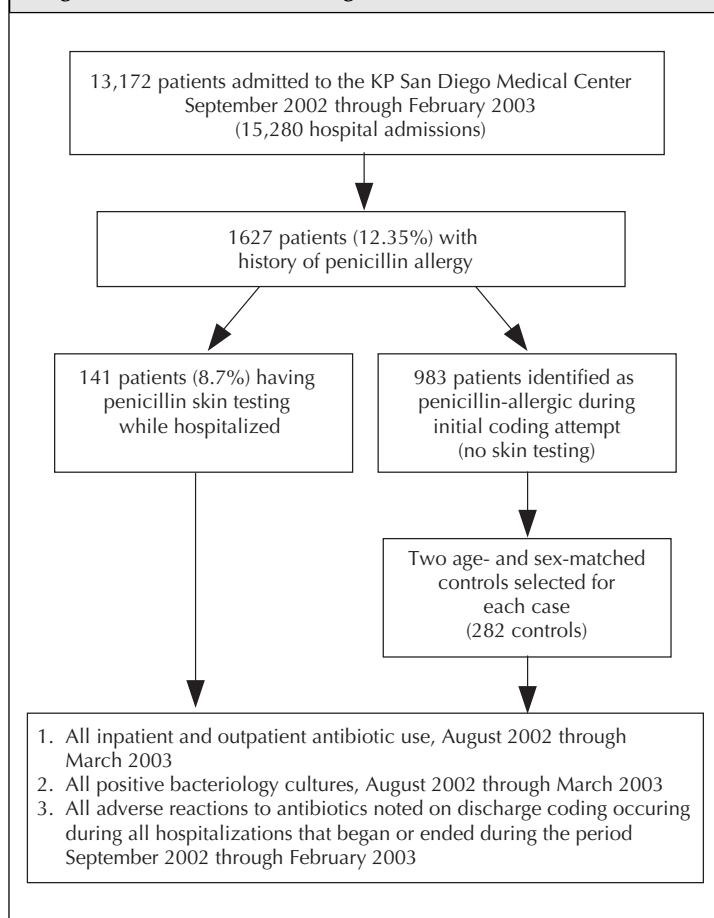 13,172 patients admitted to the KP San Diego Medical Center
September 2002 through February 2003
(15,280 hospital admissions)
1627 patients (12.35%) with
history of penicillin allergy
141 patients (8.7%) having
penicillin skin testing
while hospitalized
983 patients identified as
penicillin-allergic during
initial coding attempt
(no skin testing)
Two age- and sex-matched
controls selected for
each case
(282 controls)
1. All inpatient and outpatient antibiotic use, August 2002 through
March 2003
2. All positive bacteriology cultures, August 2002 through March 2003
3. All adverse reactions to antibiotics noted on discharge coding occuring
during all hospitalizations that began or ended during the period
September 2002 through February 2003